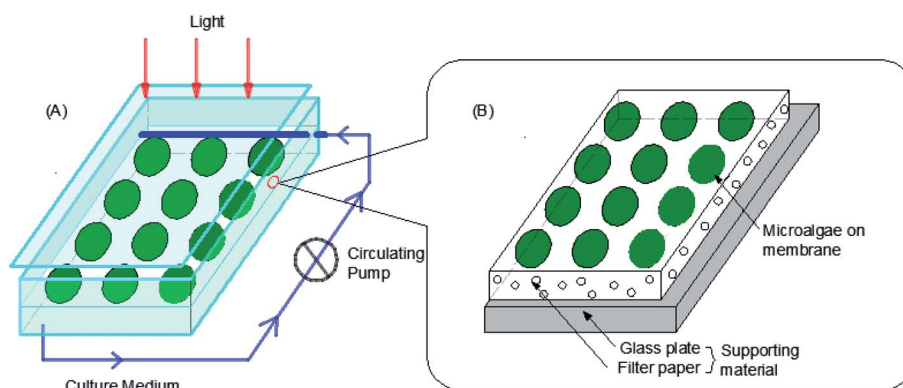 Light
(A)
(B)
Circulating
Pump
Microalgae on
membrane
Glass plate
Filter paper
Supporting
material
Culture Medium